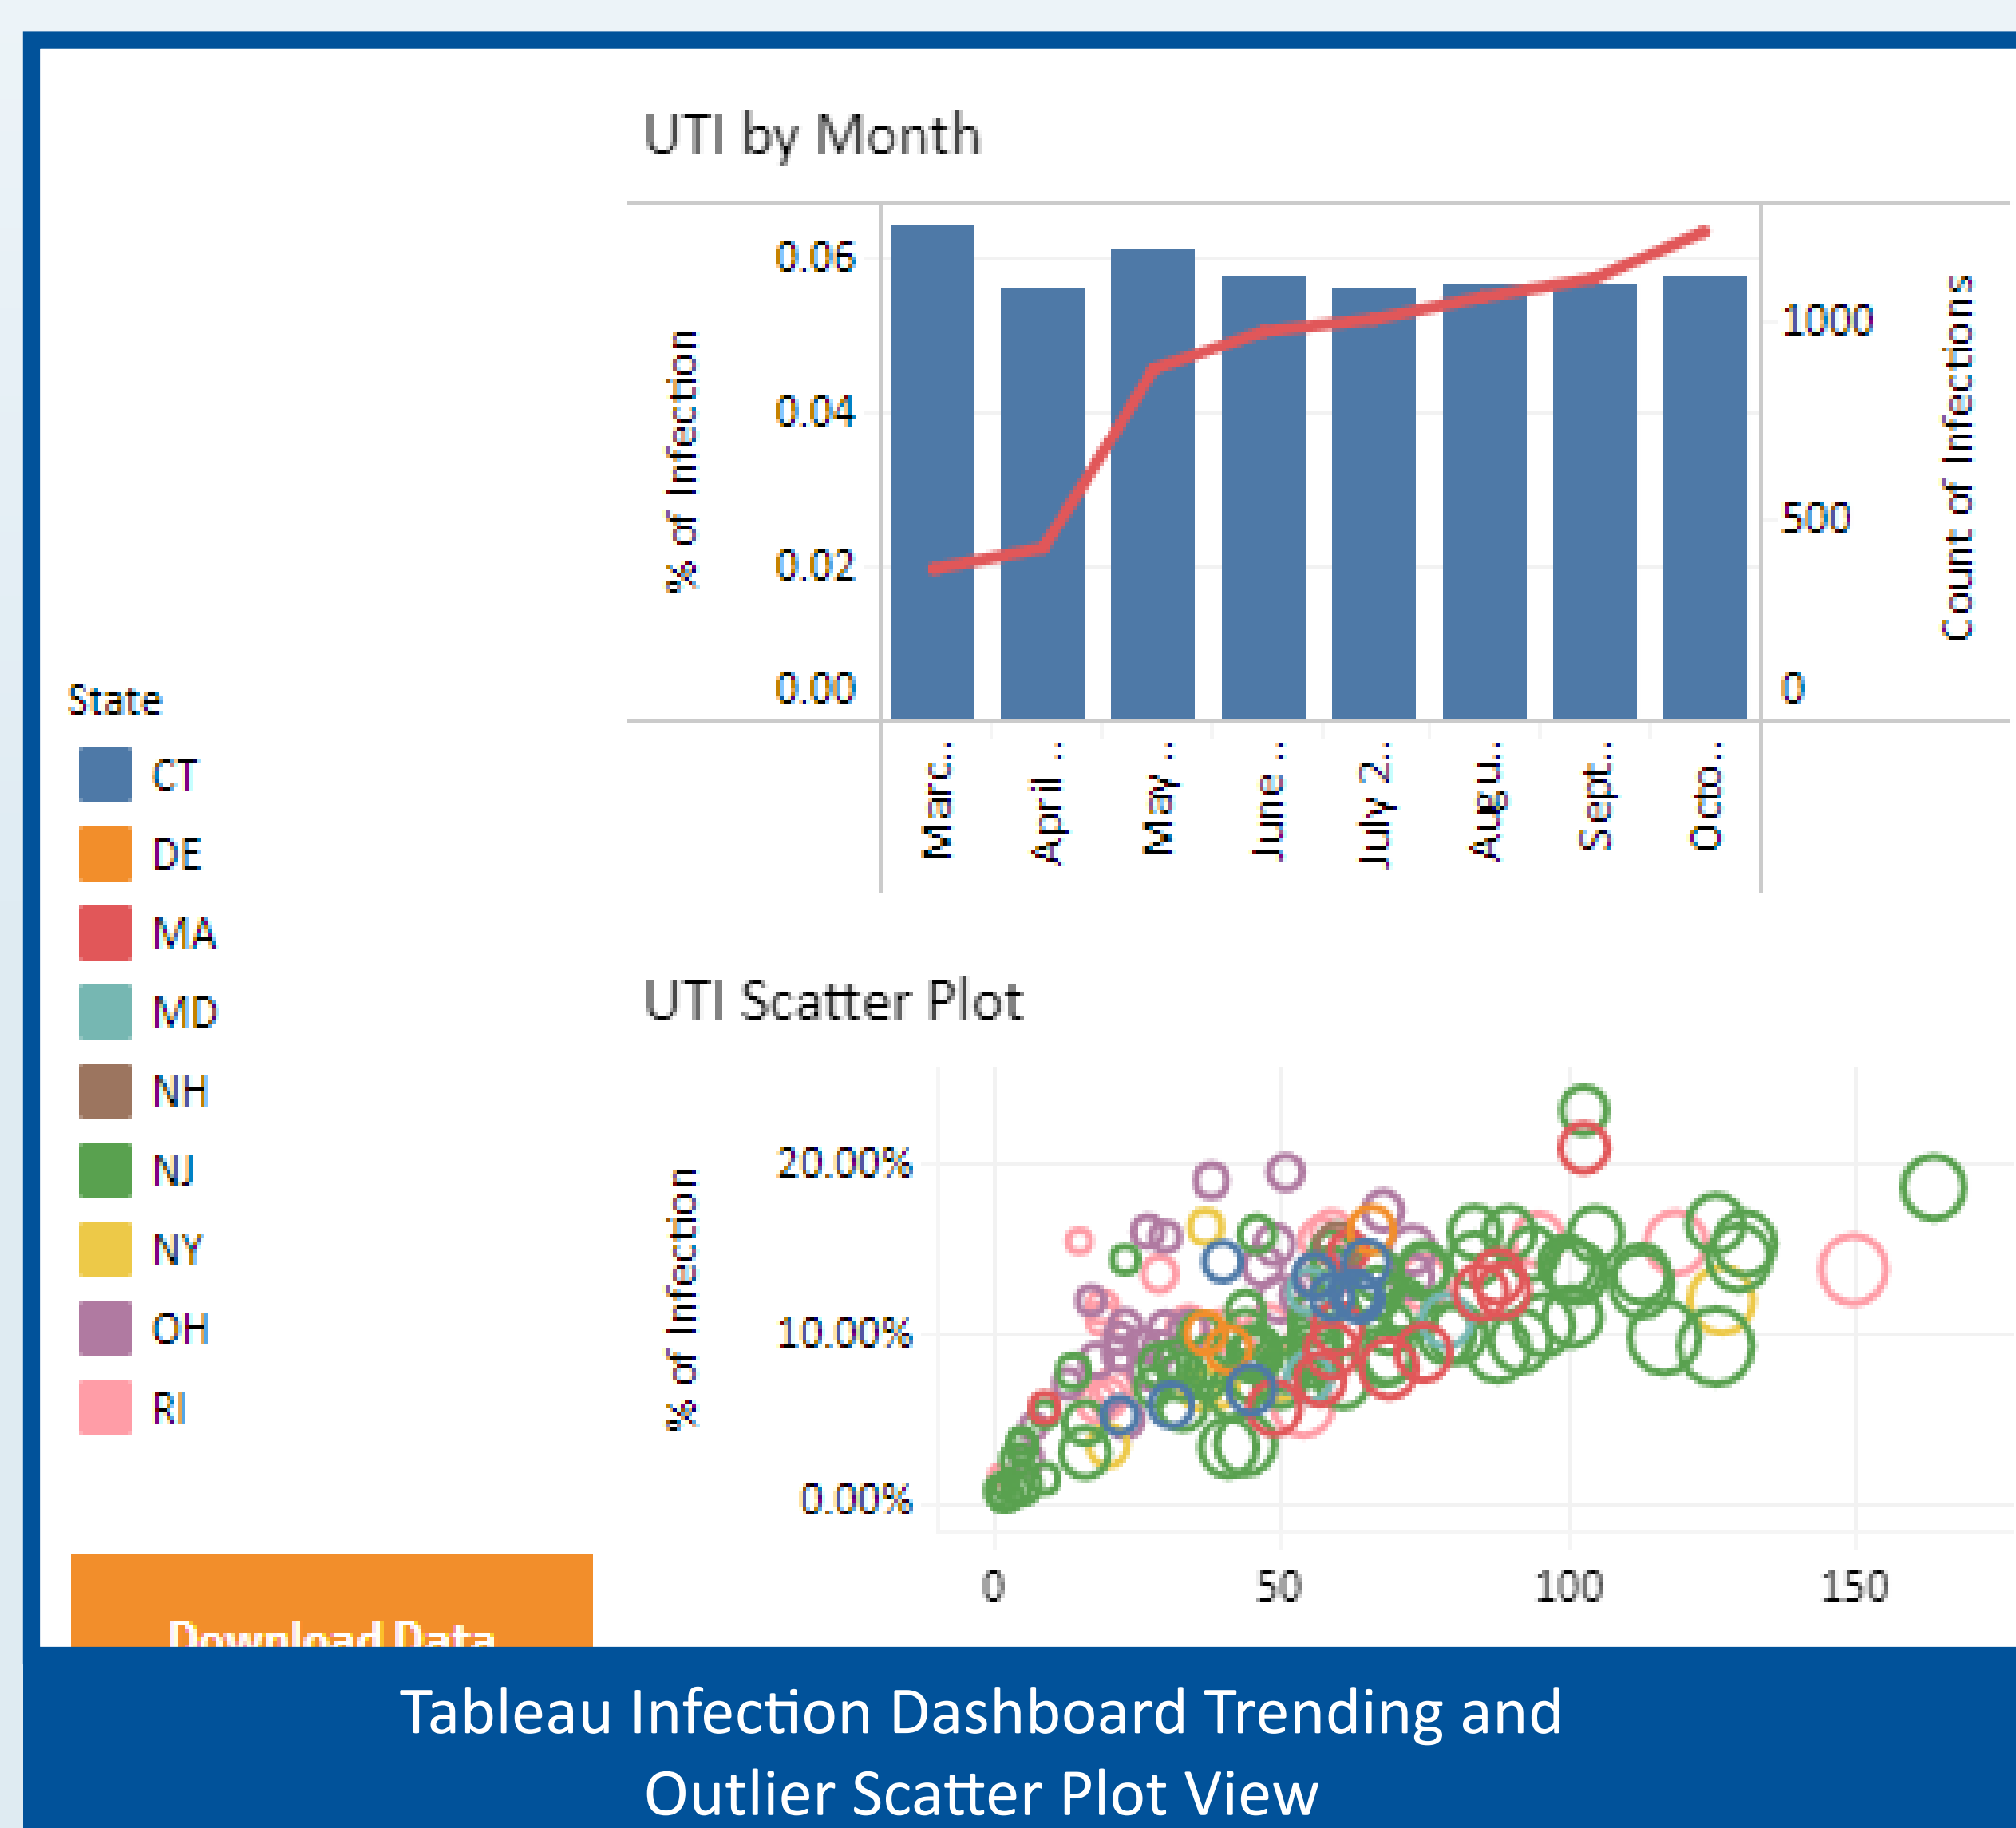 UTI by Month
% of Infection
0.06
0.04
0.02
0.00
1000
500
0
Count of Infections
Marc..
April ..
May ..
June ..
July 2..
Augu..
Sept..
Octo..
State
CT
DE
MA
MD
NH
NJ
NY
OH
RI
UTI Scatter Plot
% of Infection
20.00%
10.00%
0.00%
0
50
100
150
Download Data
Tableau Infection Dashboard Trending and
Outlier Scatter Plot View